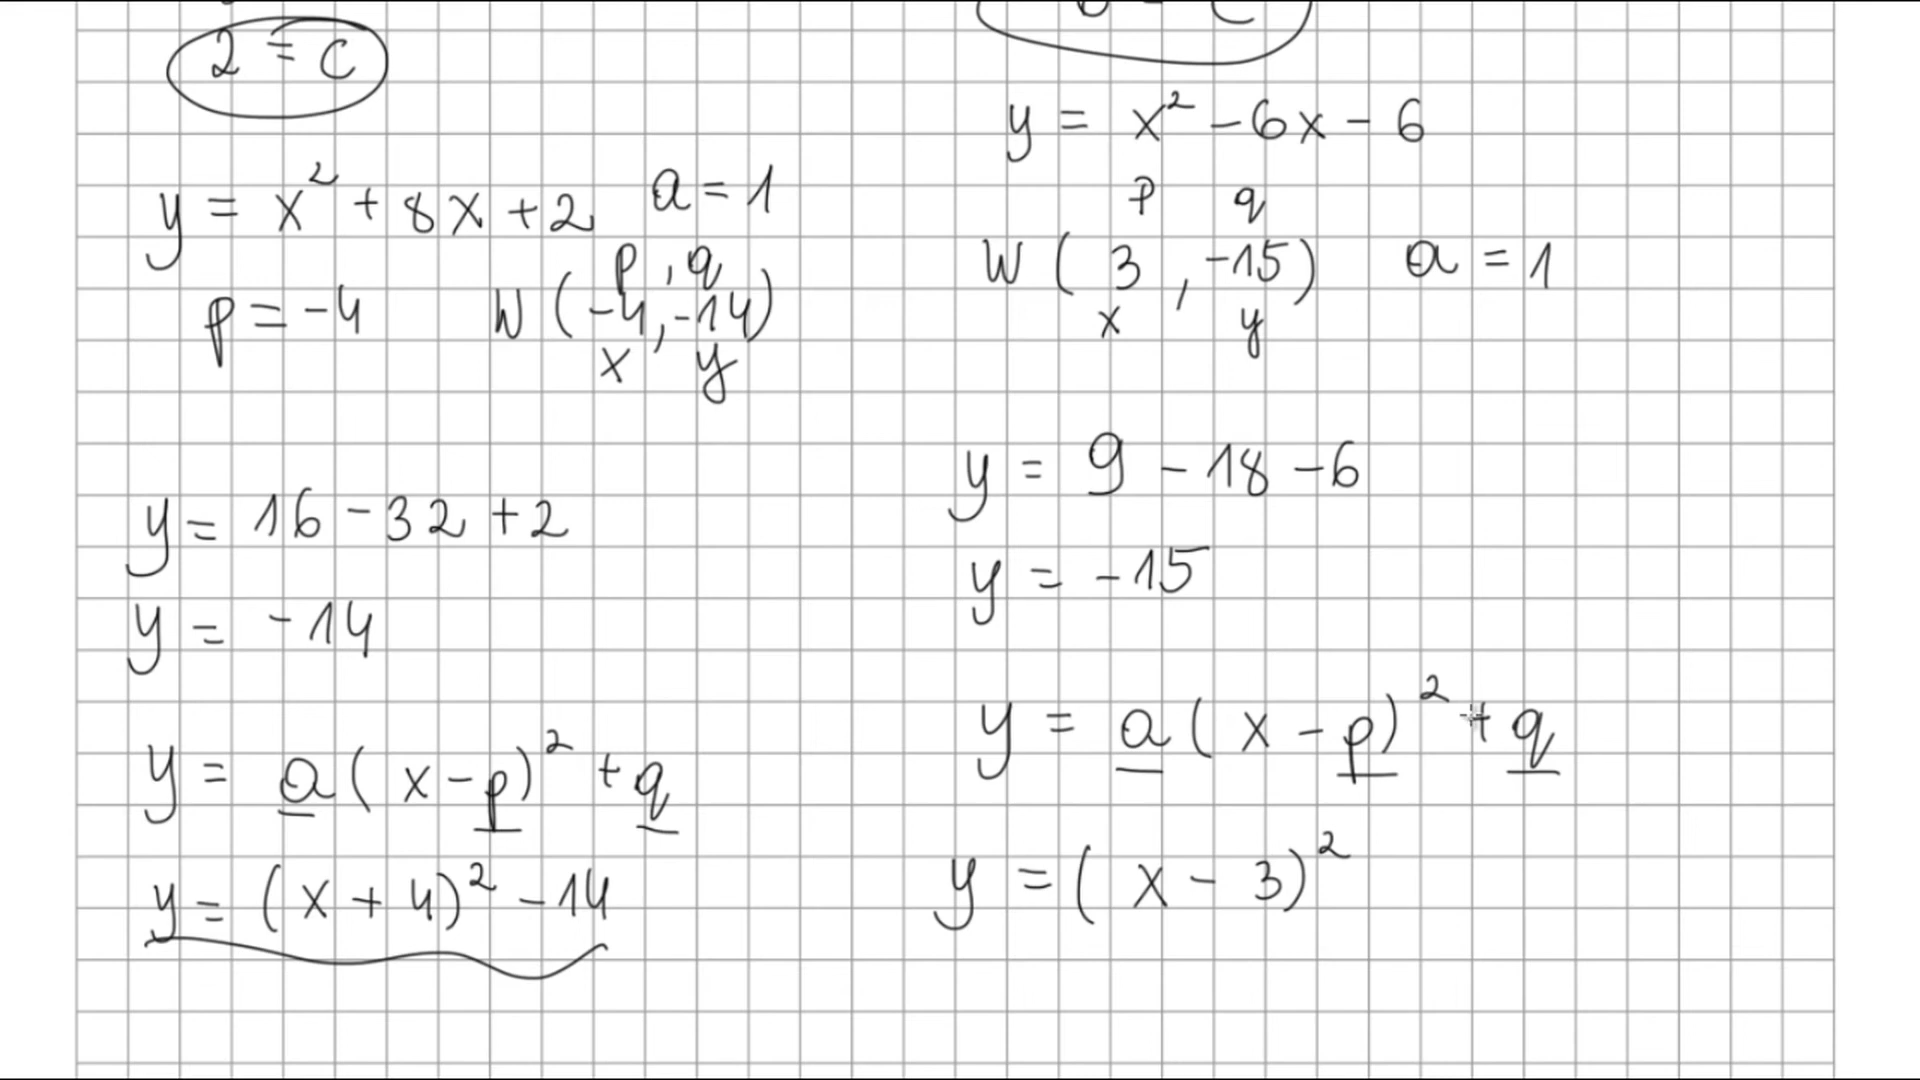 2 = c
y = x² + 8x + 2 a = 1
p = -4 W (-4, -14)
p, q
x y
y = 16 - 32 + 2
y = -14
y = a(x - p)² + q
y = (x + 4)² - 14
y = x² - 6x - 6
p q
W (3, -15) a = 1
x y
y = 9 - 18 - 6
y = -15
y = a(x - p)² + q
y = (x - 3)²